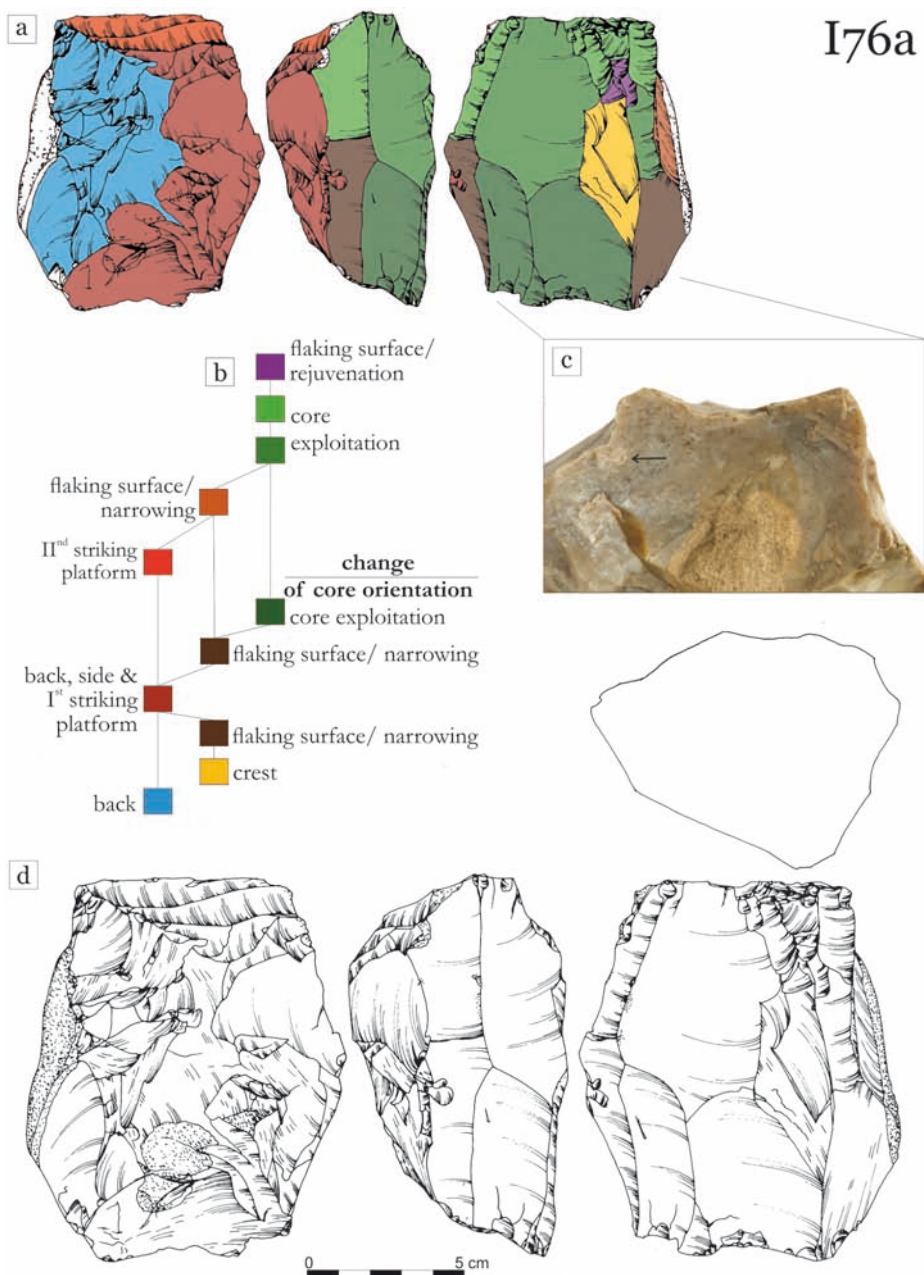 a
I76a
b
flaking surface/
rejuvenation
core
exploitation
flaking surface/
narrowing
IInd striking
platform
change
of core orientation
core exploitation
flaking surface/ narrowing
back, side &
Ist striking
platform
flaking surface/ narrowing
crest
back
c
d
0 5 cm